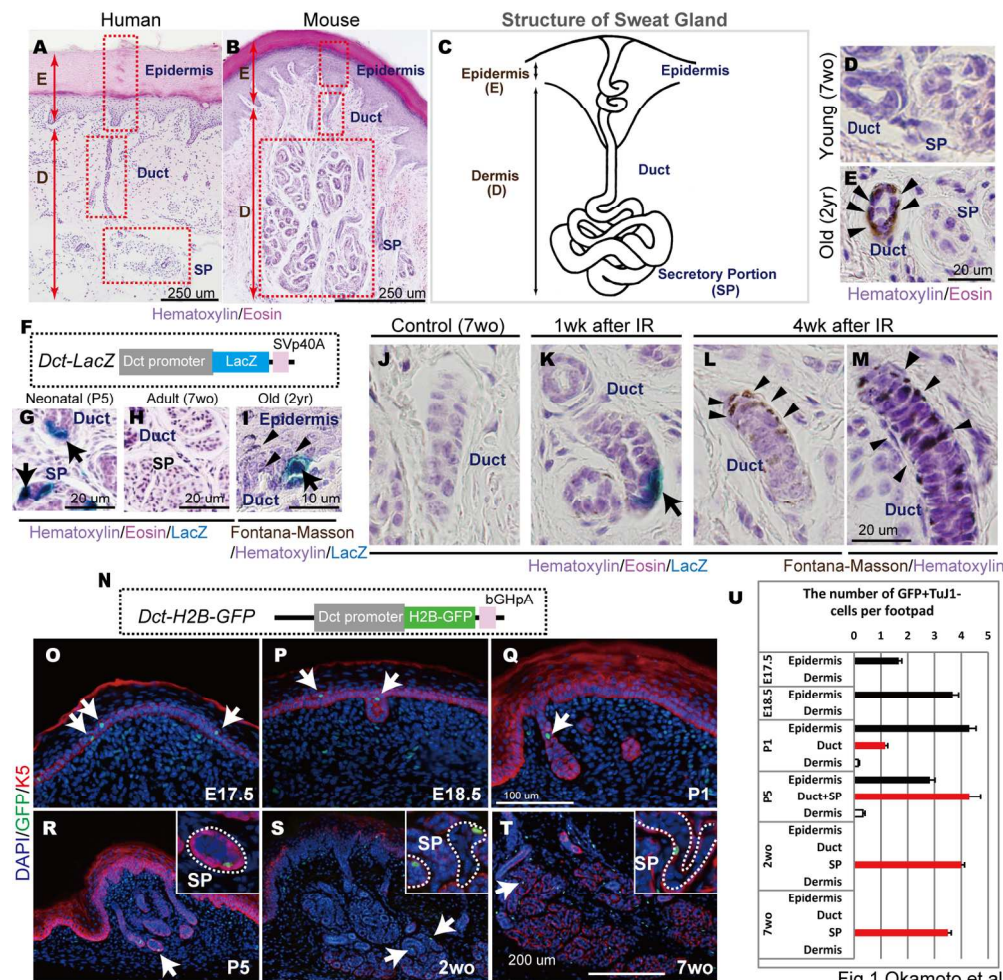 Human
Mouse
Structure of Sweat Gland
A
E
Epidermis
Duct
D
SP
250 um
B
E
Epidermis
Duct
D
SP
250 um
Hematoxylin/Eosin
C
Epidermis
(E)
Epidermis
Dermis
(D)
Duct
Secretory Portion
(SP)
Young (7wo)
D
Duct
SP
Old (2yr)
E
SP
Duct
20 um
Hematoxylin/Eosin
F
Dct-LacZ
Dct promoter
LacZ
SVp40A
Neonatal (P5)
Adult (7wo)
Old (2yr)
G
Duct
SP
20 um
H
Duct
SP
20 um
I
Epidermis
Duct
10 um
Hematoxylin/Eosin/LacZ
Fontana-Masson
/Hematoxylin/LacZ
Control (7wo)
1wk after IR
4wk after IR
J
Duct
K
Duct
L
Duct
M
Duct
20 um
Hematoxylin/Eosin/LacZ
Fontana-Masson/Hematoxylin
N
Dct-H2B-GFP
Dct promoter
H2B-GFP
bGHpA
DAPI/GFP/K5
O
E17.5
P
E18.5
Q
100 um
P1
R
SP
P5
S
SP
2wo
T
SP
200 um
7wo
U
The number of GFP+TuJ1-
cells per footpad
0 1 2 3 4 5
E17.5
Epidermis
Dermis
E18.5
Epidermis
Dermis
P1
Epidermis
Duct
Dermis
P5
Epidermis
Duct+SP
Dermis
2wo
Epidermis
Duct
SP
Dermis
7wo
Epidermis
Duct
SP
Dermis
Fig.1 Okamoto et al